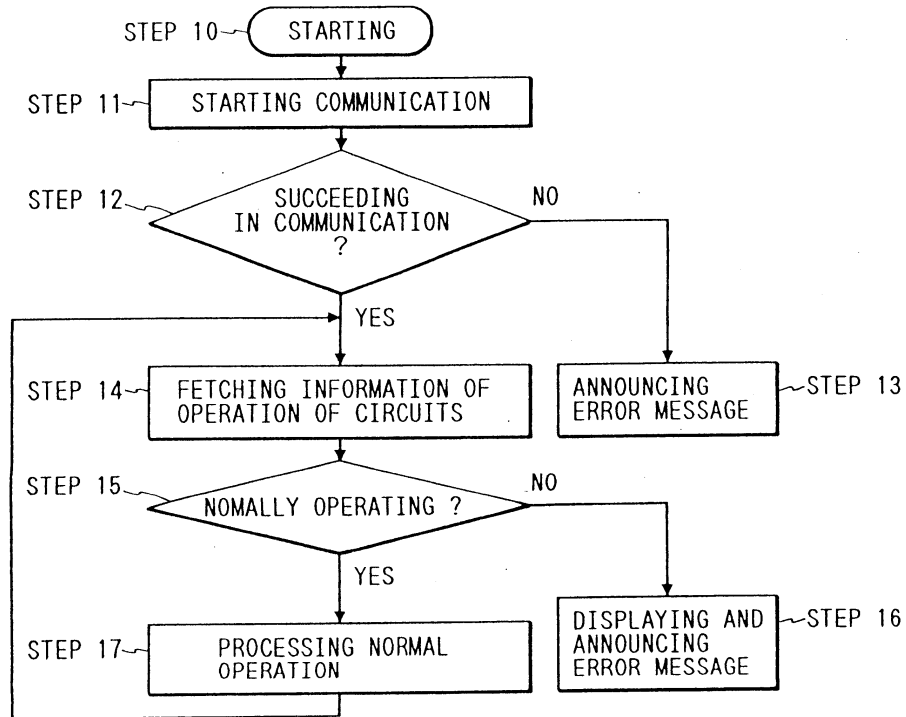 STEP 10
STARTING
STEP 11
STARTING COMMUNICATION
STEP 12
SUCCEEDING
IN COMMUNICATION
?
NO
YES
STEP 14
FETCHING INFORMATION OF
OPERATION OF CIRCUITS
ANNOUNCING
ERROR MESSAGE
STEP 13
STEP 15
NOMALLY OPERATING ?
NO
YES
STEP 17
PROCESSING NORMAL
OPERATION
DISPLAYING AND
ANNOUNCING
ERROR MESSAGE
STEP 16